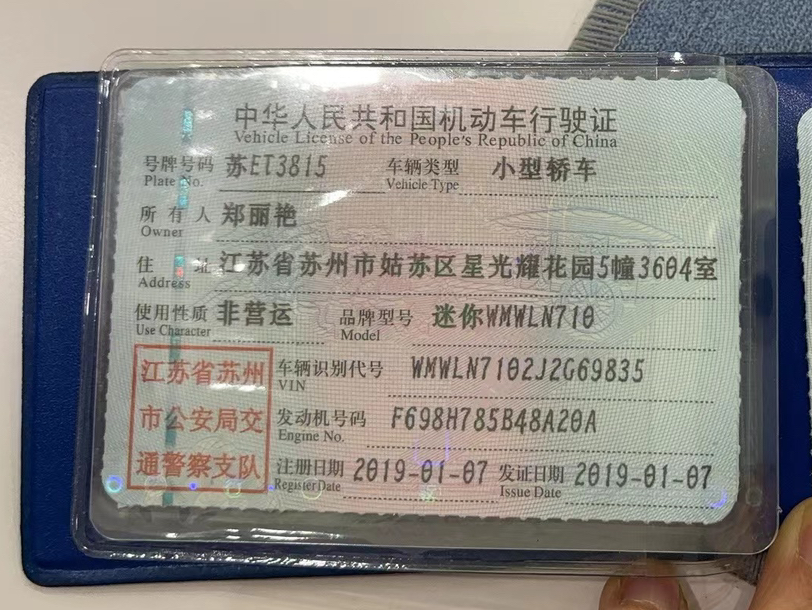 中华人民共和国机动车行驶证
Vehicle License of the People's Republic of China
号牌号码 苏ET3815 车辆类型 小型轿车
Plate No. Vehicle Type
所有人 郑丽艳
Owner
住址 江苏省苏州市姑苏区星光耀花园5幢3604室
Address
使用性质 非营运 品牌型号 迷你WMWLN710
Use Character Model
江苏省苏州
市公安局交
通警察支队
车辆识别代号 WMWLN7102J2G69835
VIN
发动机号码 F698H785B48A20A
Engine No.
注册日期 2019-01-07 发证日期 2019-01-07
Register Date Issue Date